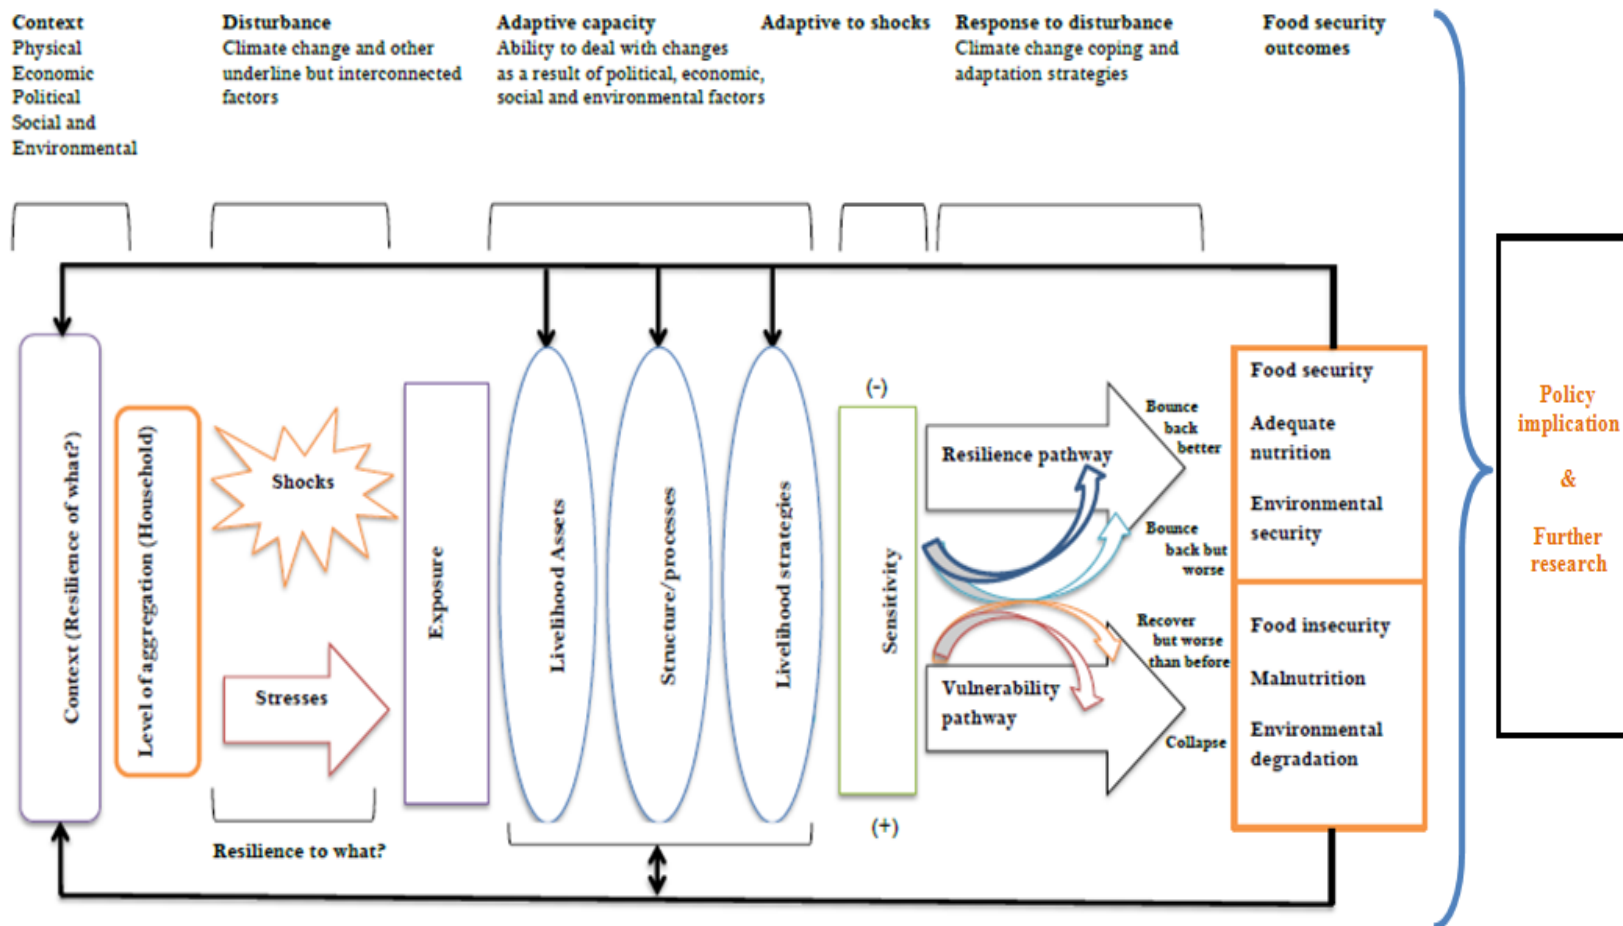 Context
Physical
Economic
Political
Social and
Environmental
Disturbance
Climate change and other
underline but interconnected
factors
Adaptive capacity
Ability to deal with changes
as a result of political, economic,
social and environmental factors
Adaptive to shocks
Response to disturbance
Climate change coping and
adaptation strategies
Food security
outcomes
Context (Resilience of what?)
Level of aggregation (Household)
Shocks
Stresses
Resilience to what?
Exposure
Livelihood Assets
Structure/processes
Livelihood strategies
(-)
Sensitivity
(+)
Resilience pathway
Bounce
back
better
Bounce
back but
worse
Vulnerability
pathway
Recover
but worse
than before
Collapse
Food security
Adequate
nutrition
Environmental
security
Food insecurity
Malnutrition
Environmental
degradation
Policy
implication
&
Further
research